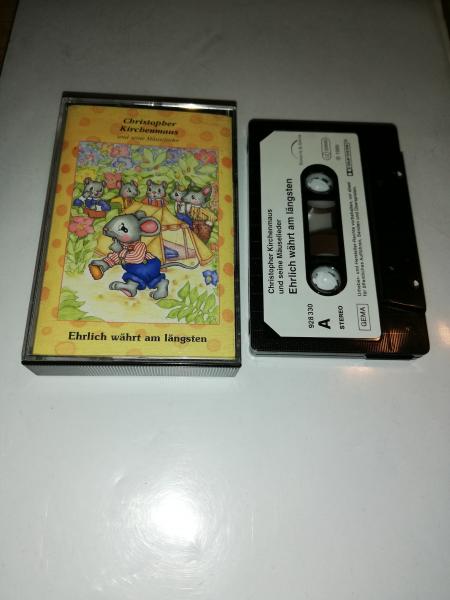 Christopher
Kirchenmaus
und seine Mäuselieder
Ehrlich währt am längsten
Christopher Kirchenmaus
und seine Mäuselieder
Ehrlich währt am längsten
928 330
A
STEREO
GEMA